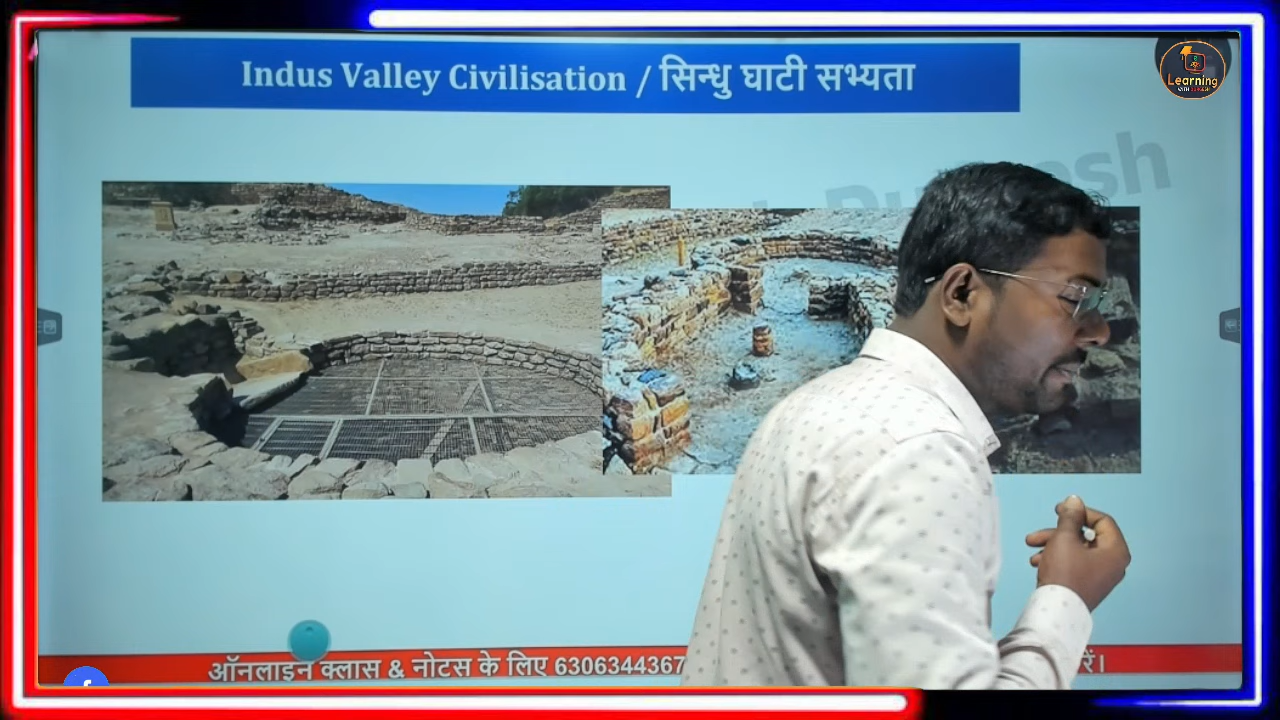 Indus Valley Civilisation / सिन्धु घाटी सभ्यता
Learning
ऑनलाइन क्लास & नोटस के लिए 6306344367
रें।